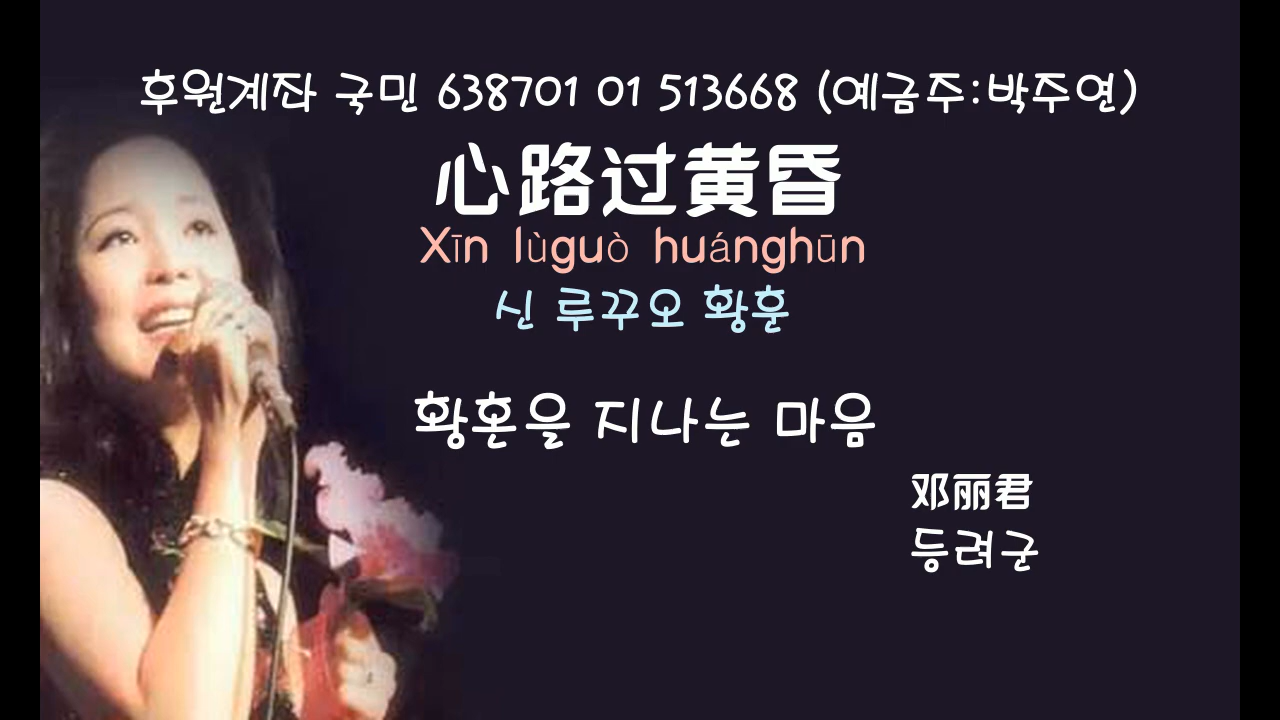 후원계좌 국민 638701 01 513668 (예금주:박주연)
心路过黄昏
Xīn lùguò huánghūn
신 루꾸오 황훈
황혼을 지나는 마음
邓丽君
등려군